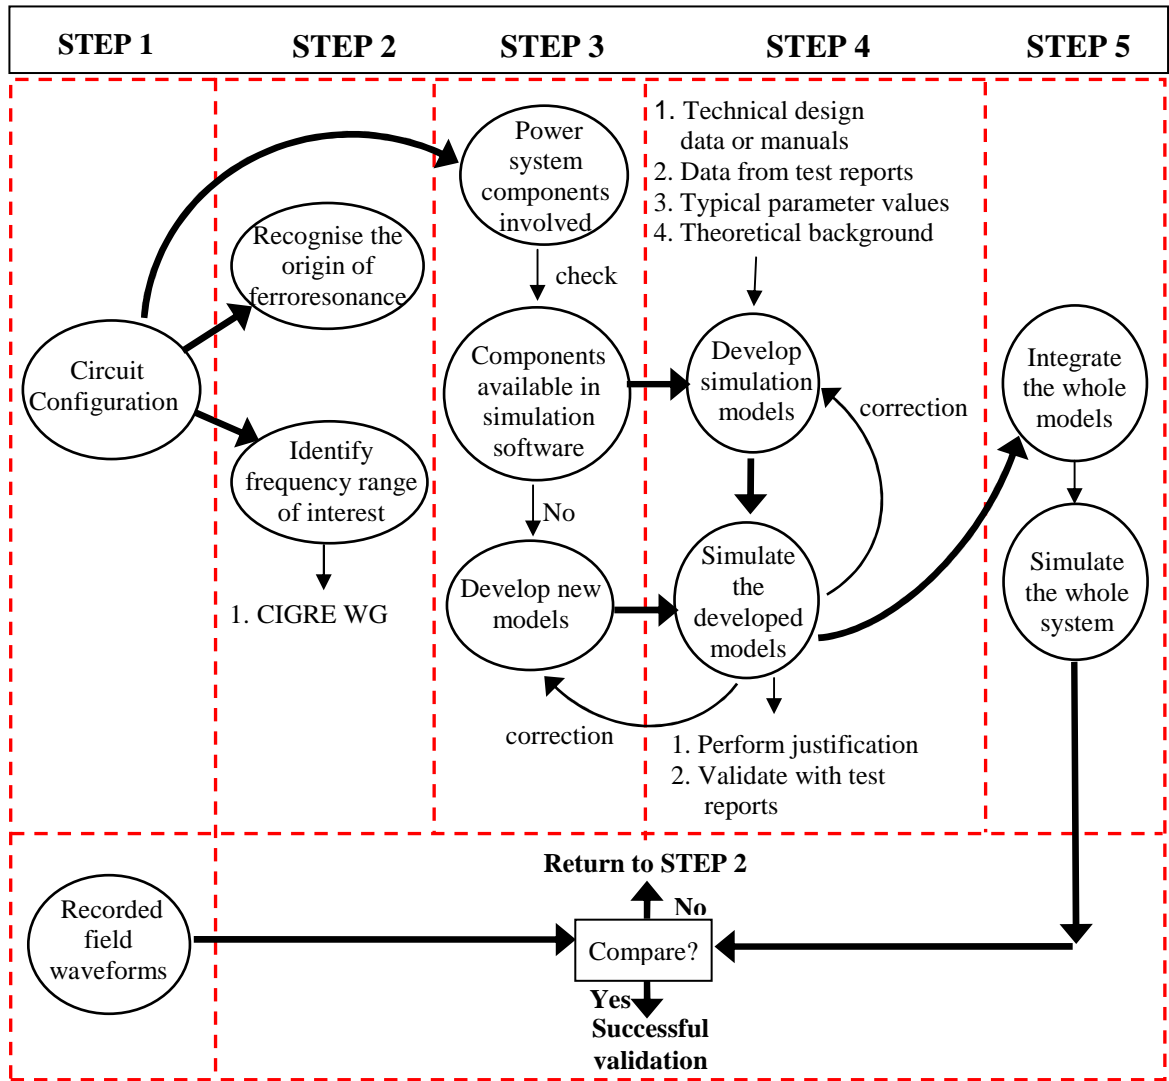 STEP 1
STEP 2
STEP 3
STEP 4
STEP 5
Circuit
Configuration
Recognise the
origin of
ferroresonance
Identify
frequency range
of interest
1. CIGRE WG
Power
system
components
involved
check
Components
available in
simulation
software
No
Develop new
models
correction
1. Technical design
data or manuals
2. Data from test reports
3. Typical parameter values
4. Theoretical background
Develop
simulation
models
correction
Simulate
the
developed
models
1. Perform justification
2. Validate with test
reports
Integrate
the whole
models
Simulate
the whole
system
Recorded
field
waveforms
Return to STEP 2
No
Compare?
Yes
Successful
validation